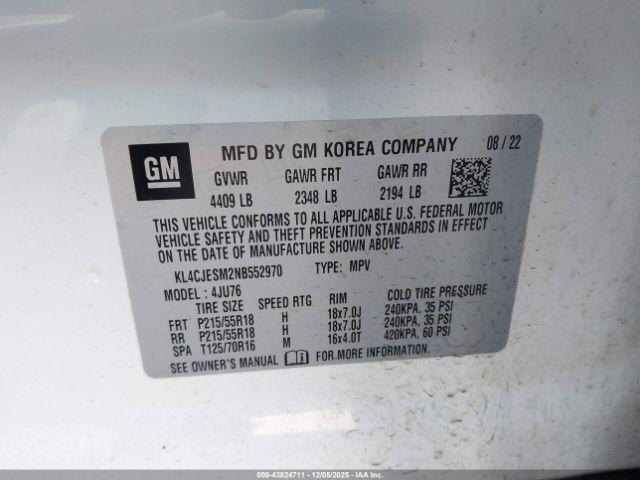 GM
MFD BY GM KOREA COMPANY 08 / 22
GVWR GAWR FRT GAWR RR
4409 LB 2348 LB 2194 LB
THIS VEHICLE CONFORMS TO ALL APPLICABLE U.S. FEDERAL MOTOR
VEHICLE SAFETY AND THEFT PREVENTION STANDARDS IN EFFECT
ON THE DATE OF MANUFACTURE SHOWN ABOVE.
KL4CJESM2NB552970 TYPE: MPV
MODEL : 4JU76
TIRE SIZE SPEED RTG RIM COLD TIRE PRESSURE
FRT P215/55R18 H 18x7.0J 240KPA, 35 PSI
RR P215/55R18 H 18x7.0J 240KPA, 35 PSI
SPA T125/70R16 M 16x4.0T 420KPA, 60 PSI
SEE OWNER'S MANUAL FOR MORE INFORMATION.
000-43824711 - 12/05/2025 - IAA Inc.